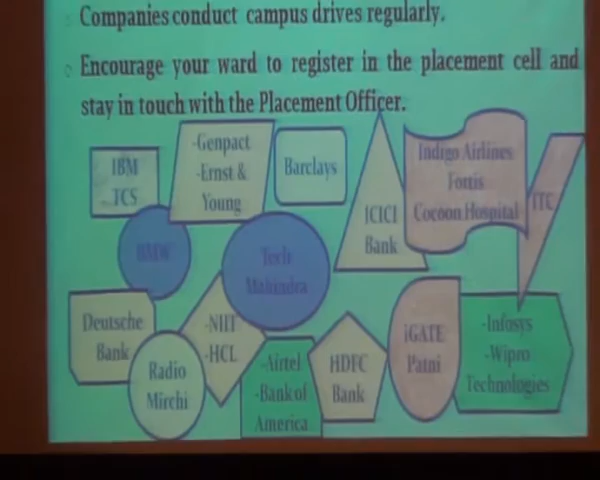 Companies conduct campus drives regularly.
Encourage your ward to register in the placement cell and
stay in touch with the Placement Officer.
IBM
TCS
-Genpact
-Ernst &
Young
Barclays
ICICI
Bank
Indigo Airlines
Fortis
Cocoon Hospital
ITC
BMW
Tech
Mahindra
Deutsche
Bank
Radio
Mirchi
-NIIT
-HCL
-Airtel
-Bank of
America
HDFC
Bank
iGATE
Patni
-Infosys
-Wipro
Technologies